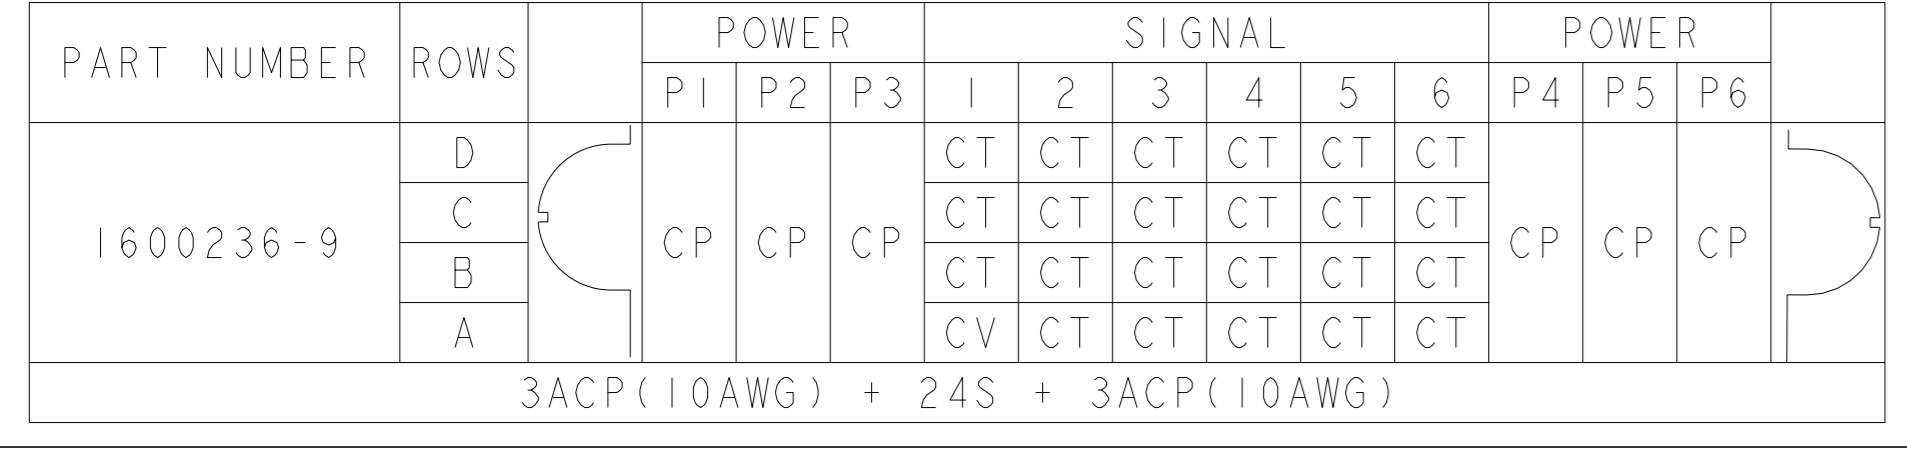 PART NUMBER ROWS POWER SIGNAL POWER
P1 P2 P3 1 2 3 4 5 6 P4 P5 P6
D CT CT CT CT CT CT
C CT CT CT CT CT CT
1600236-9 CP CP CP CP CP CP
B CT CT CT CT CT CT
A CV CT CT CT CT CT
3ACP(10AWG) + 24S + 3ACP(10AWG)